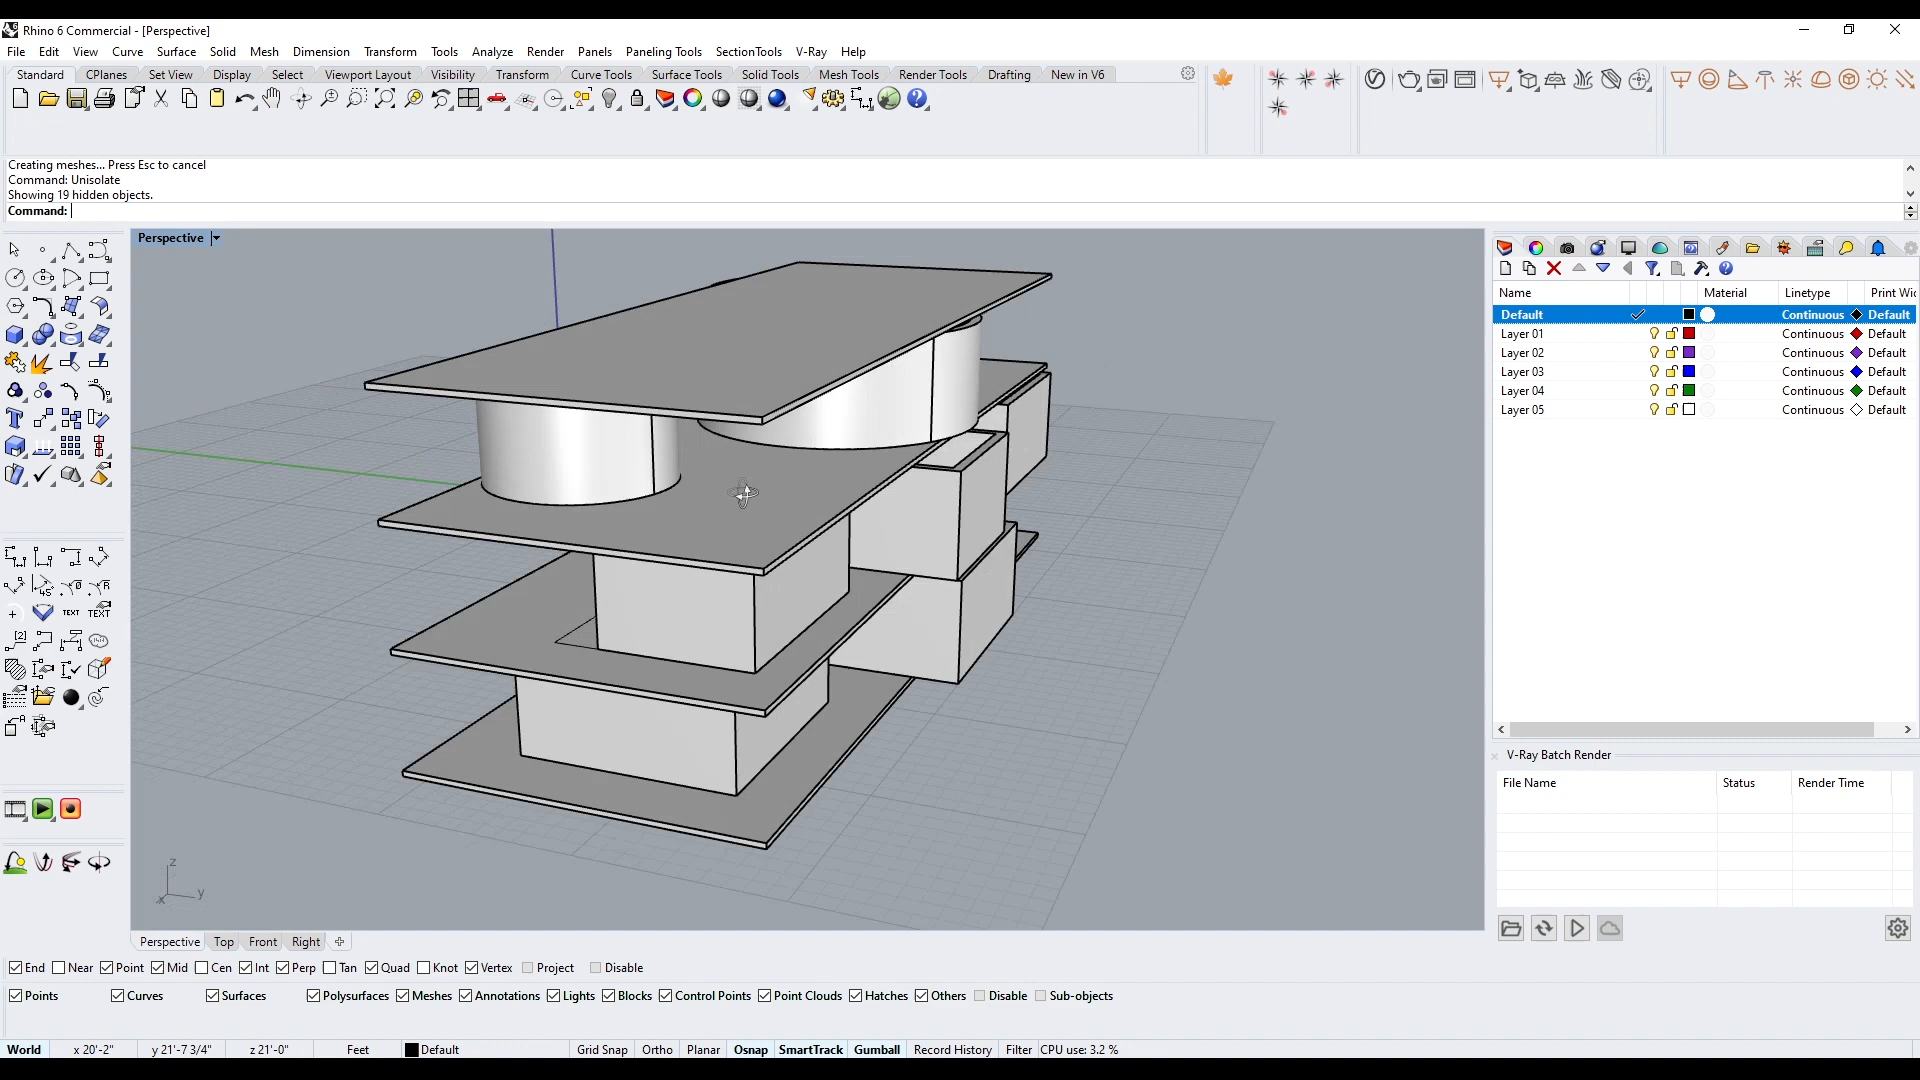 Rhino 6 Commercial - [Perspective]
File Edit View Curve Surface Solid Mesh Dimension Transform Tools Analyze Render Panels Paneling Tools SectionTools V-Ray Help
Standard CPlanes Set View Display Select Viewport Layout Visibility Transform Curve Tools Surface Tools Solid Tools Mesh Tools Render Tools Drafting New in V6
Creating meshes... Press Esc to cancel
Command: Unisolate
Showing 19 hidden objects.
Command:
Perspective
Name Material Linetype Print Wi
Default Continuous Default
Layer 01 Continuous Default
Layer 02 Continuous Default
Layer 03 Continuous Default
Layer 04 Continuous Default
Layer 05 Continuous Default
TEXT TEXT
V-Ray Batch Render
File Name Status Render Time
z
y
x
Perspective Top Front Right
End Near Point Mid Cen Int Perp Tan Quad Knot Vertex Project Disable
Points Curves Surfaces Polysurfaces Meshes Annotations Lights Blocks Control Points Point Clouds Hatches Others Disable Sub-objects
World x 20'-2" y 21'-7 3/4" z 21'-0" Feet Default Grid Snap Ortho Planar Osnap SmartTrack Gumball Record History Filter CPU use: 3.2 %